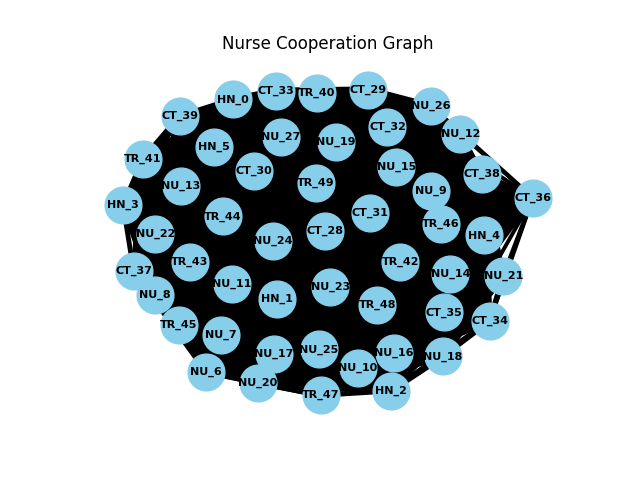 Nurse Cooperation Graph
CT_33 TR_40 CT_29
HN_0 NU_26
CT_39 CT_32 NU_12
HN_5 NU_27 NU_19
TR_41 CT_30 NU_15 CT_38
NU_13 TR_49 NU_9 CT_36
HN_3 TR_44 CT_31 TR_46
NU_22 NU_24 CT_28 HN_4
CT_37 TR_43 TR_42 NU_14 NU_21
NU_8 NU_11 HN_1 NU_23 TR_48
TR_45 NU_7 CT_35 CT_34
NU_17 NU_25 NU_16 NU_18
NU_6 NU_20 NU_10
TR_47 HN_2